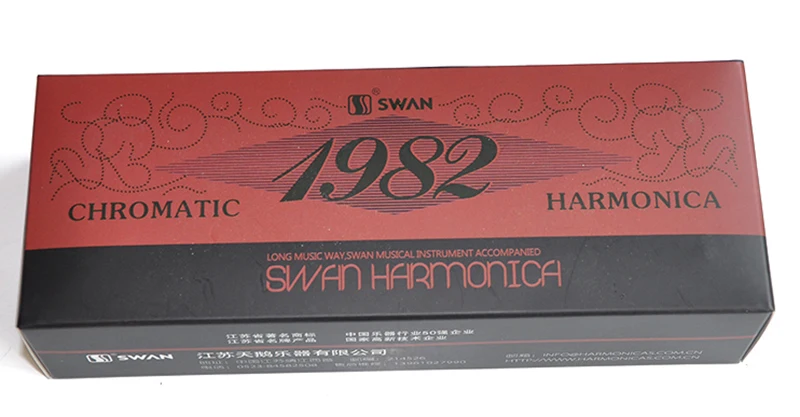 ® SWAN
1982
CHROMATIC HARMONICA
LONG MUSIC WAY,SWAN MUSICAL INSTRUMENT ACCOMPANIED
SWAN HARMONICA
江苏省著名商标 中国乐器行业50强企业
江苏省名牌产品 国家高新技术企业
SWAN 江苏天鹅乐器有限公司